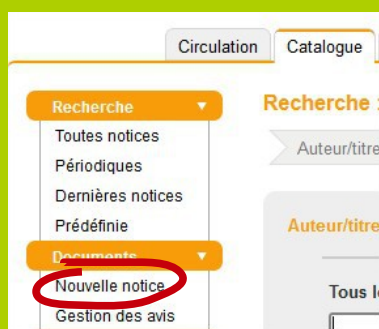 Circulation Catalogue
Recherche
Toutes notices
Périodiques
Dernières notices
Prédéfinie
Documents
Nouvelle notice
Gestion des avis
Recherche :
Auteur/titre
Auteur/titre
Tous